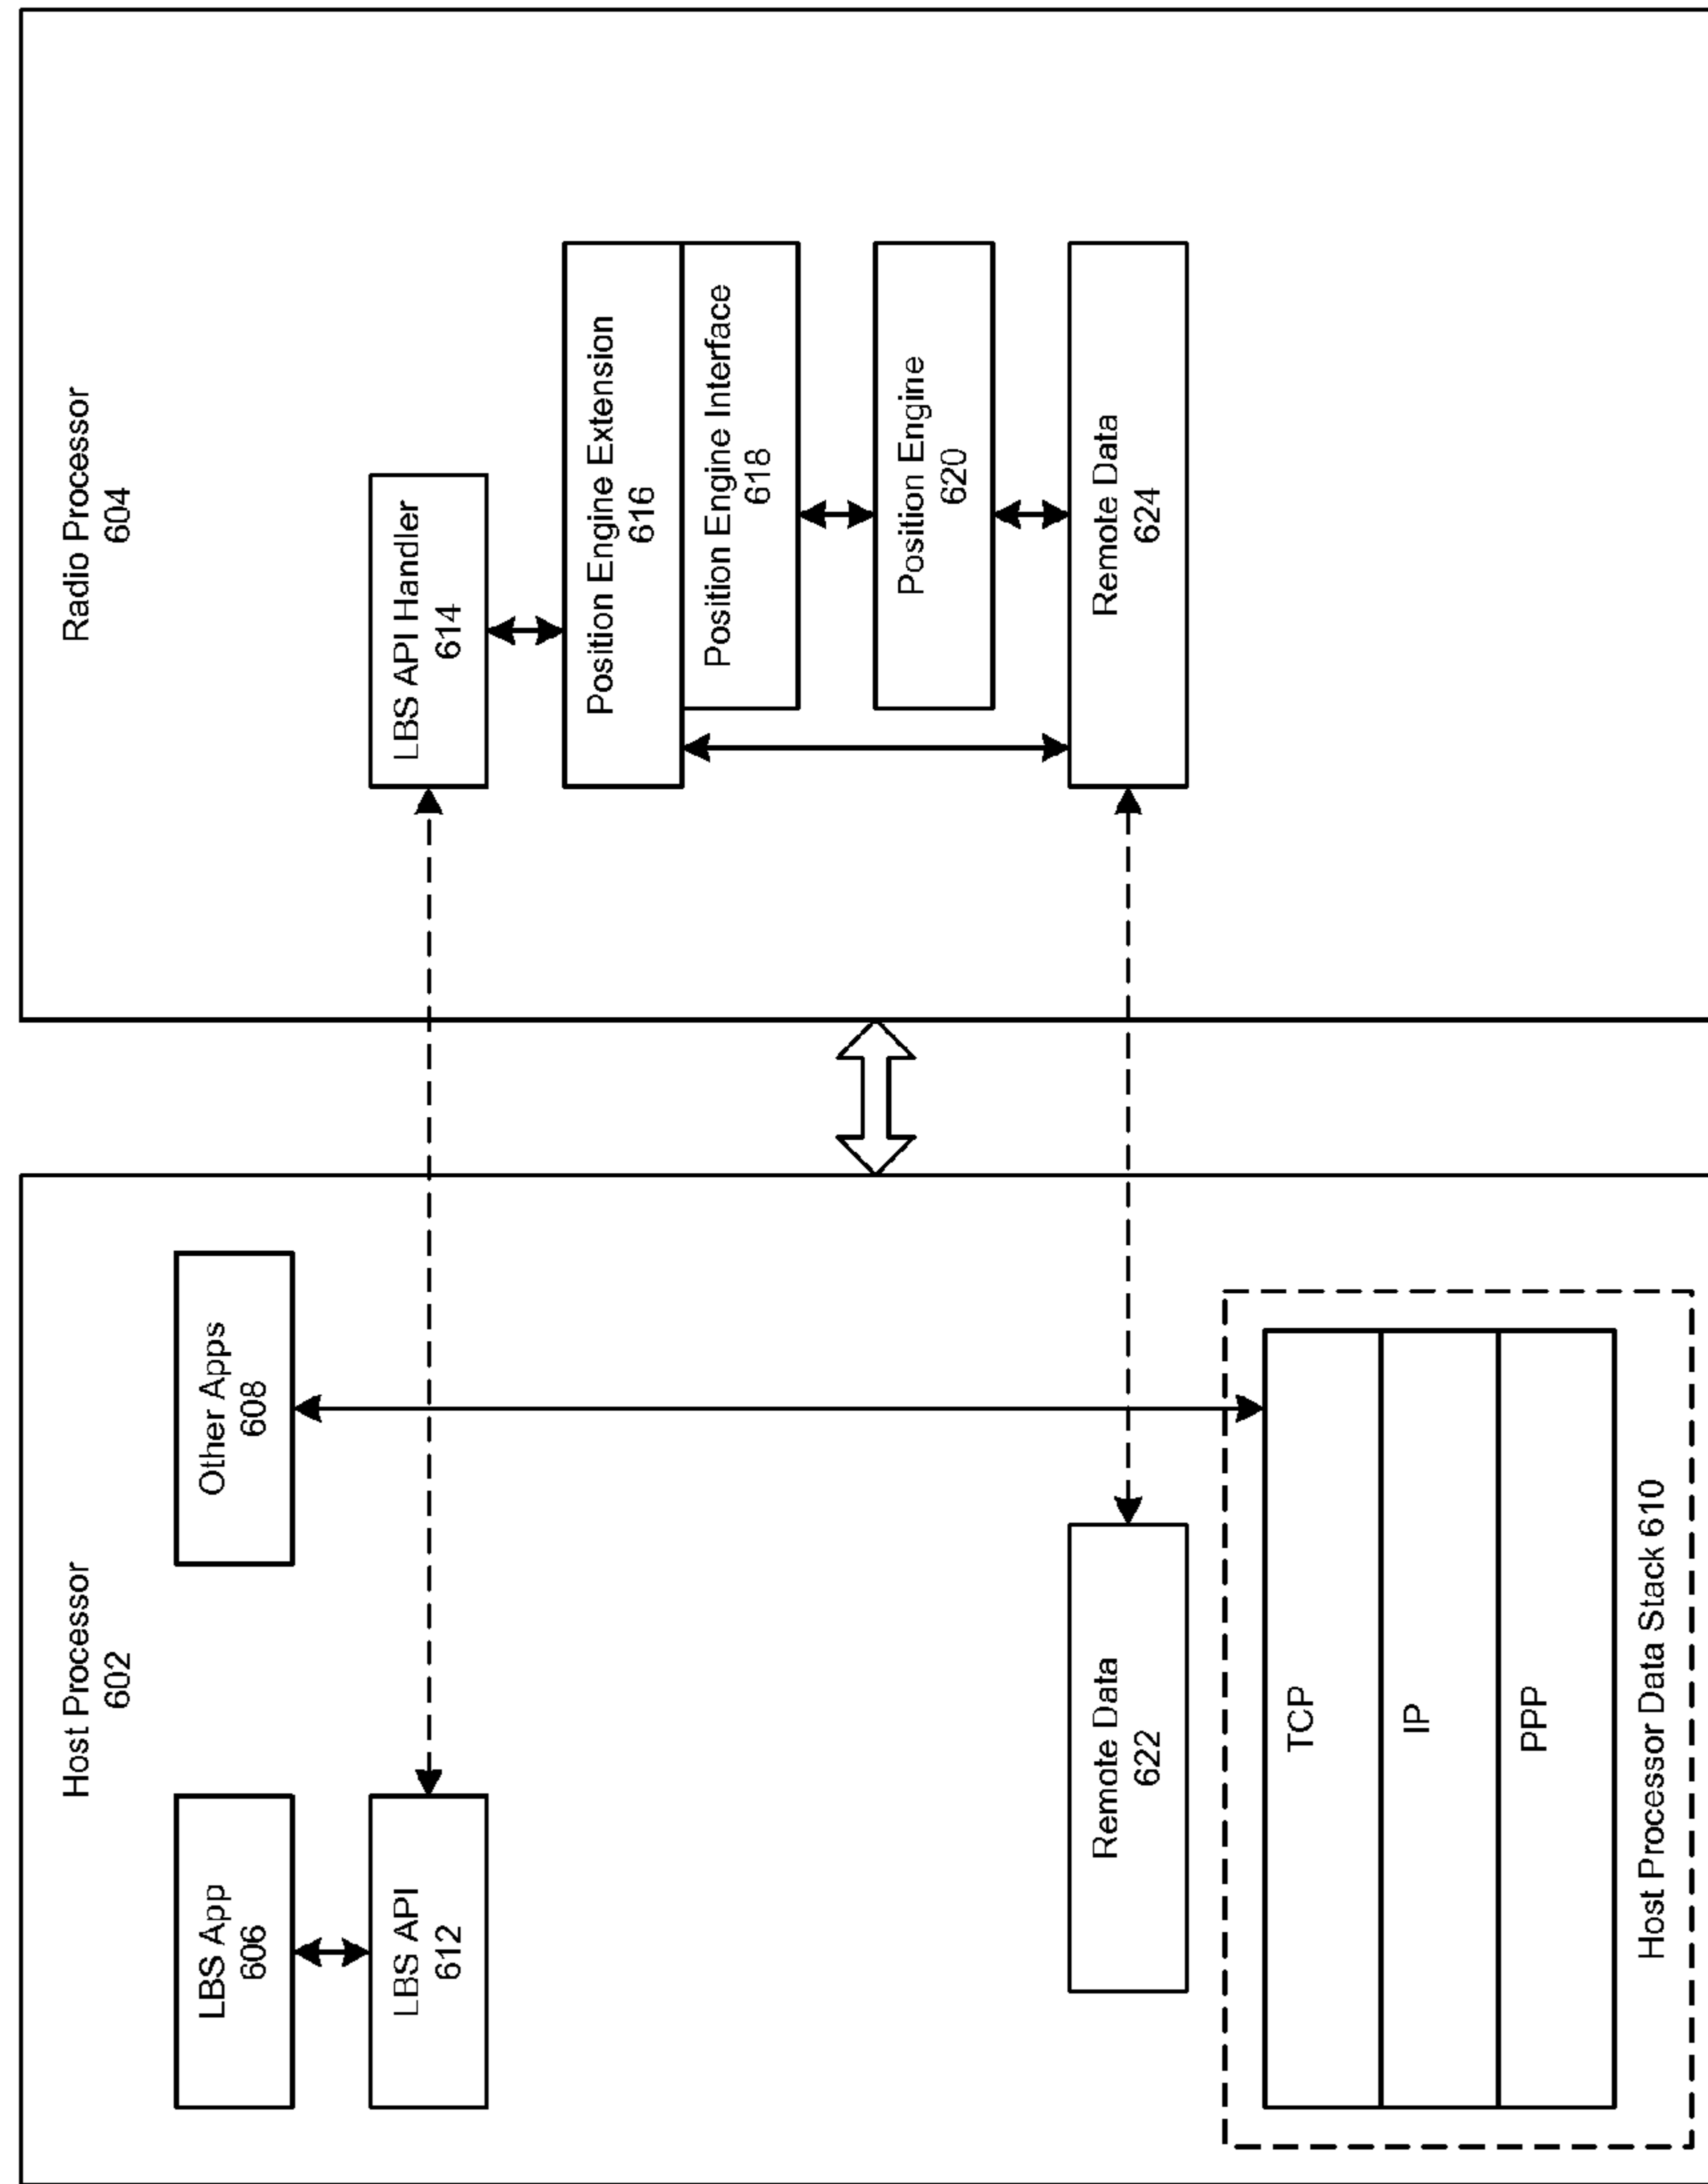 Host Processor
602
LBS App
606
Other Apps
608
LBS API
612
Remote Data
622
TCP
IP
PPP
Host Processor Data Stack 610
Radio Processor
604
LBS API Handler
614
Position Engine Extension
616
Position Engine Interface
618
Position Engine
620
Remote Data
624